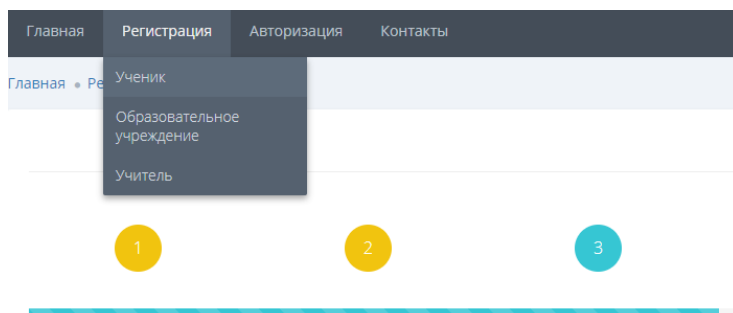 Главная Регистрация Авторизация Контакты
Ученик
Главная
Образовательное
учреждение
Учитель
1 2 3